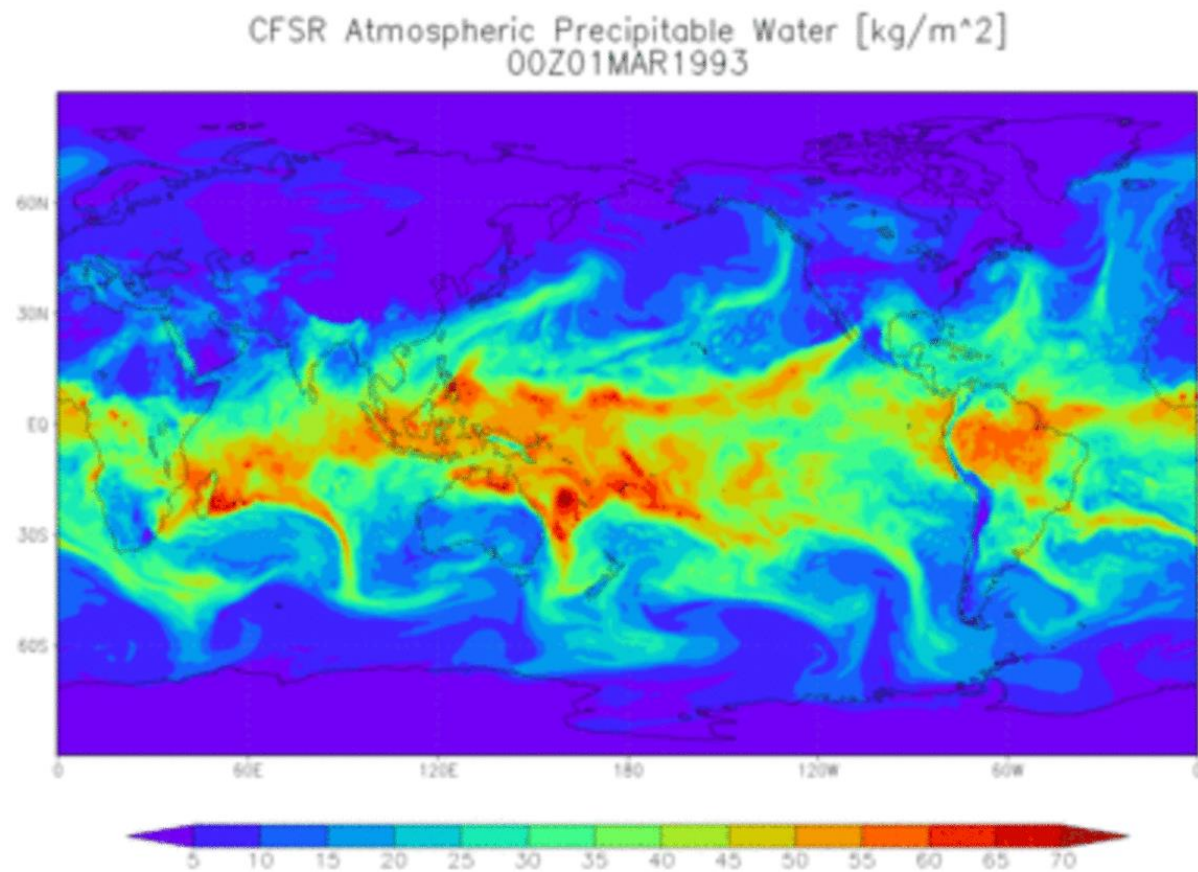 CFSR Atmospheric Precipitable Water [kg/m^2]
00Z01MAR1993
60N
30N
EQ
30S
60S
0 60E 120E 180 120W 60W 0
5 10 15 20 25 30 35 40 45 50 55 60 65 70